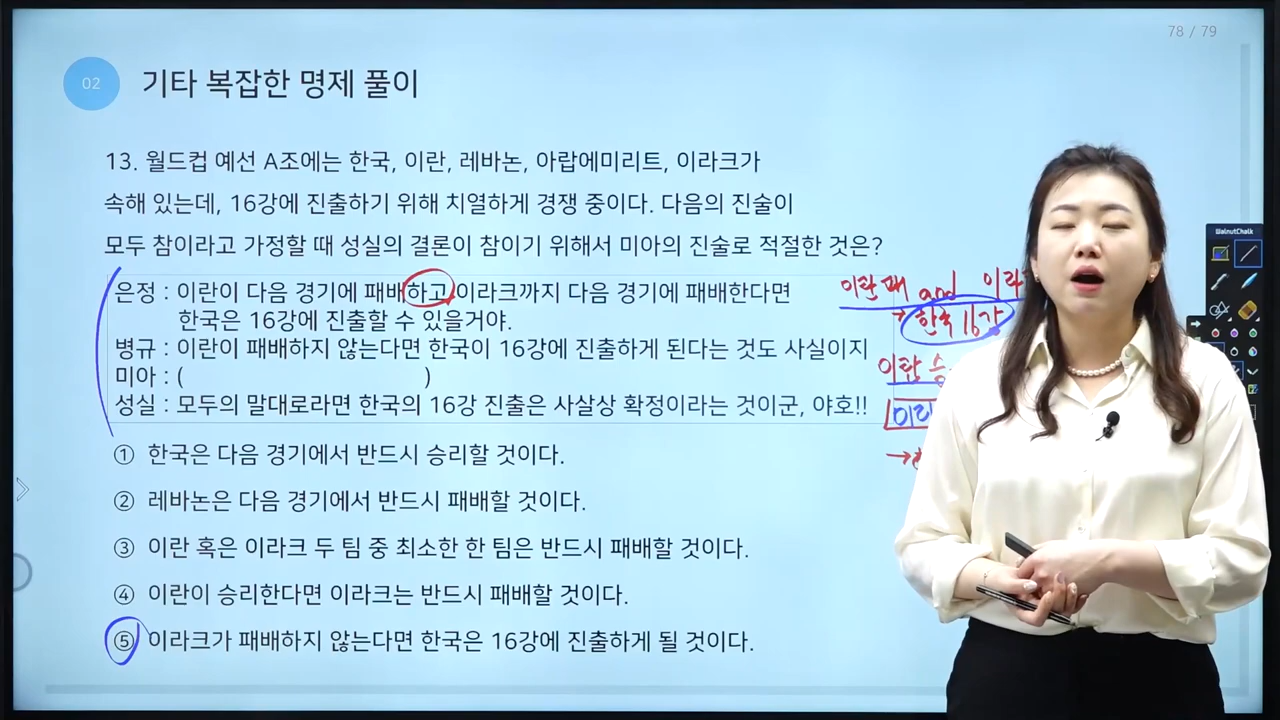 78 / 79
02 기타 복잡한 명제 풀이
13. 월드컵 예선 A조에는 한국, 이란, 레바논, 아랍에미리트, 이라크가
속해 있는데, 16강에 진출하기 위해 치열하게 경쟁 중이다. 다음의 진술이
모두 참이라고 가정할 때 성실의 결론이 참이기 위해서 미아의 진술로 적절한 것은?
은정 : 이란이 다음 경기에 패배하고 이라크까지 다음 경기에 패배한다면
한국은 16강에 진출할 수 있을거야.
병규 : 이란이 패배하지 않는다면 한국이 16강에 진출하게 된다는 것도 사실이지
미아 : ( )
성실 : 모두의 말대로라면 한국의 16강 진출은 사살상 확정이라는 것이군, 야호!!
이란 패 and
→ 한국 16강
이란
① 한국은 다음 경기에서 반드시 승리할 것이다.
② 레바논은 다음 경기에서 반드시 패배할 것이다.
③ 이란 혹은 이라크 두 팀 중 최소한 한 팀은 반드시 패배할 것이다.
④ 이란이 승리한다면 이라크는 반드시 패배할 것이다.
⑤ 이라크가 패배하지 않는다면 한국은 16강에 진출하게 될 것이다.
WalnutChalk